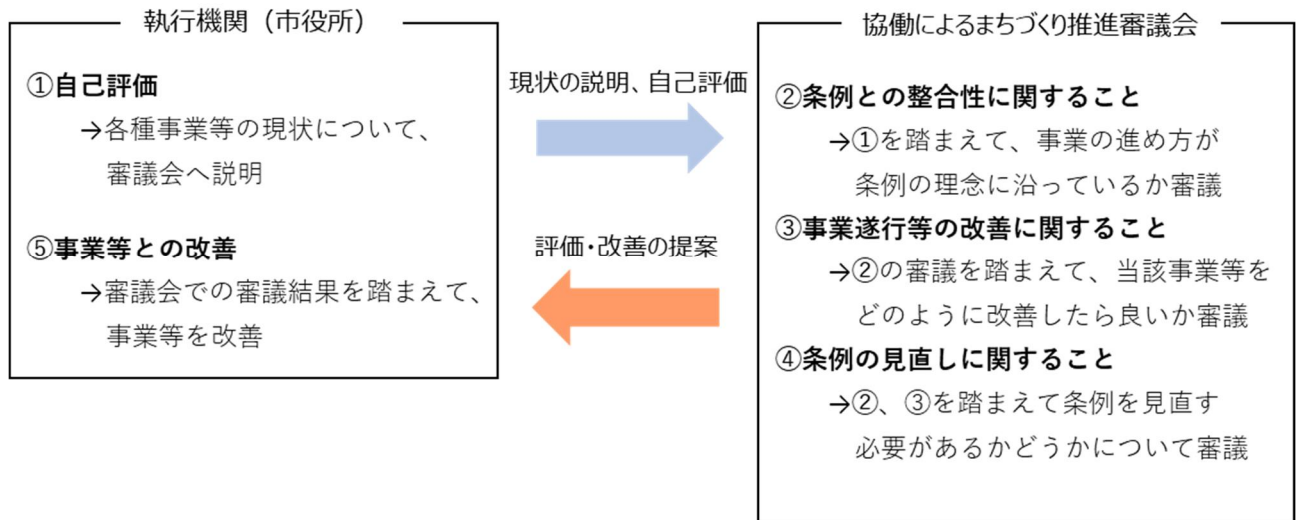 執行機関（市役所）
①自己評価
→各種事業等の現状について、
審議会へ説明
⑤事業等との改善
→審議会での審議結果を踏まえて、
事業等を改善
現状の説明、自己評価
評価・改善の提案
協働によるまちづくり推進審議会
②条例との整合性に関すること
→①を踏まえて、事業の進め方が
条例の理念に沿っているか審議
③事業遂行等の改善に関すること
→②の審議を踏まえて、当該事業等を
どのように改善したら良いか審議
④条例の見直しに関すること
→②、③を踏まえて条例を見直す
必要があるかどうかについて審議